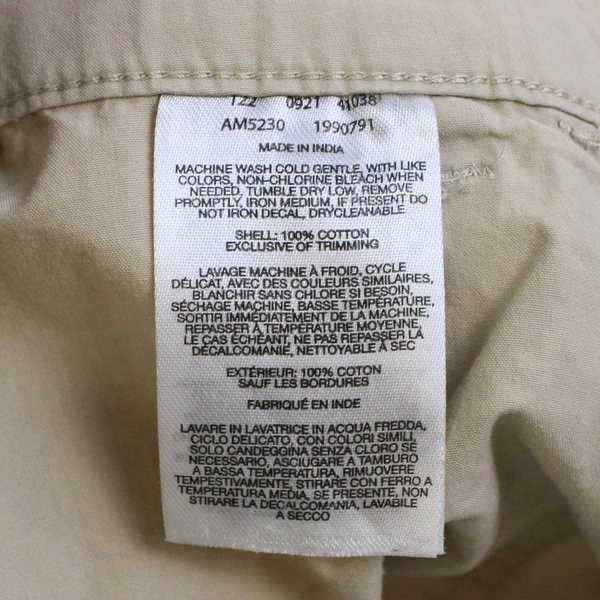 122 0921 41038
AM5230 1990791
MADE IN INDIA
MACHINE WASH COLD GENTLE, WITH LIKE
COLORS, NON-CHLORINE BLEACH WHEN
NEEDED, TUMBLE DRY LOW, REMOVE
PROMPTLY, IRON MEDIUM, IF PRESENT DO
NOT IRON DECAL, DRYCLEANABLE
SHELL: 100% COTTON
EXCLUSIVE OF TRIMMING
LAVAGE MACHINE À FROID, CYCLE
DÉLICAT, AVEC DES COULEURS SIMILAIRES,
BLANCHIR SANS CHLORE SI BESOIN,
SÉCHAGE MACHINE, BASSE TEMPÉRATURE,
SORTIR IMMÉDIATEMENT DE LA MACHINE,
REPASSER À TEMPÉRATURE MOYENNE,
LE CAS ÉCHÉANT, NE PAS REPASSER LA
DÉCALCOMANIE, NETTOYABLE À SEC
EXTÉRIEUR: 100% COTON
SAUF LES BORDURES
FABRIQUÉ EN INDE
LAVARE IN LAVATRICE IN ACQUA FREDDA,
CICLO DELICATO, CON COLORI SIMILI,
SOLO CANDEGGINA SENZA CLORO SE
NECESSARIO, ASCIUGARE A TAMBURO
A BASSA TEMPERATURA, RIMUOVERE
TEMPESTIVAMENTE, STIRARE CON FERRO A
TEMPERATURA MEDIA, SE PRESENTE, NON
STIRARE LA DECALCOMANIA, LAVABILE
A SECCO